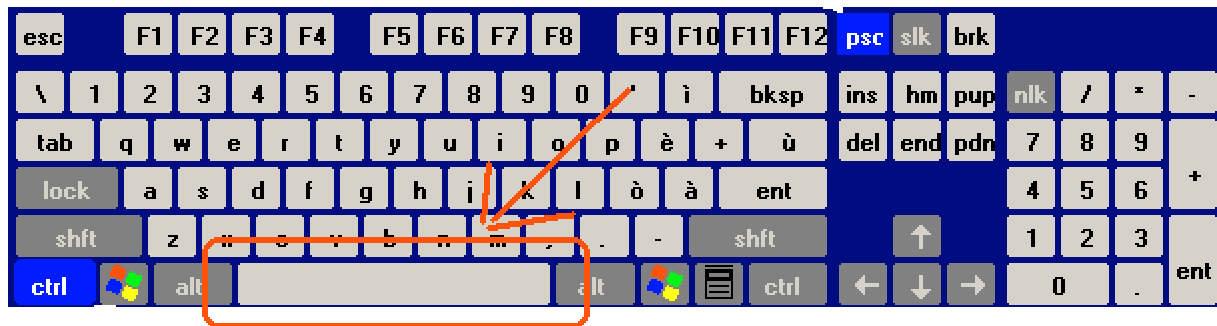 esc F1 F2 F3 F4 F5 F6 F7 F8 F9 F10 F11 F12 psc slk brk
\ 1 2 3 4 5 6 7 8 9 0 ' ì bksp ins hm pup nlk / * -
tab q w e r t y u i o p è + ù del end pdn 7 8 9 +
lock a s d f g h j k l ò à ent 4 5 6
shft z x c v b n m , . - shft ↑ 1 2 3 ent
ctrl alt alt ctrl ← ↓ → 0 .